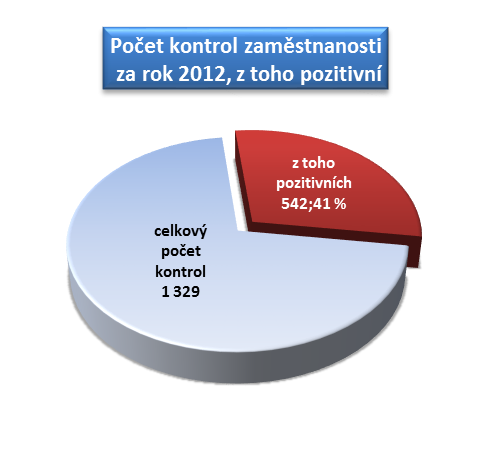 Počet kontrol zaměstnanosti
za rok 2012, z toho pozitivní
z toho
pozitivních
542;41 %
celkový
počet
kontrol
1 329